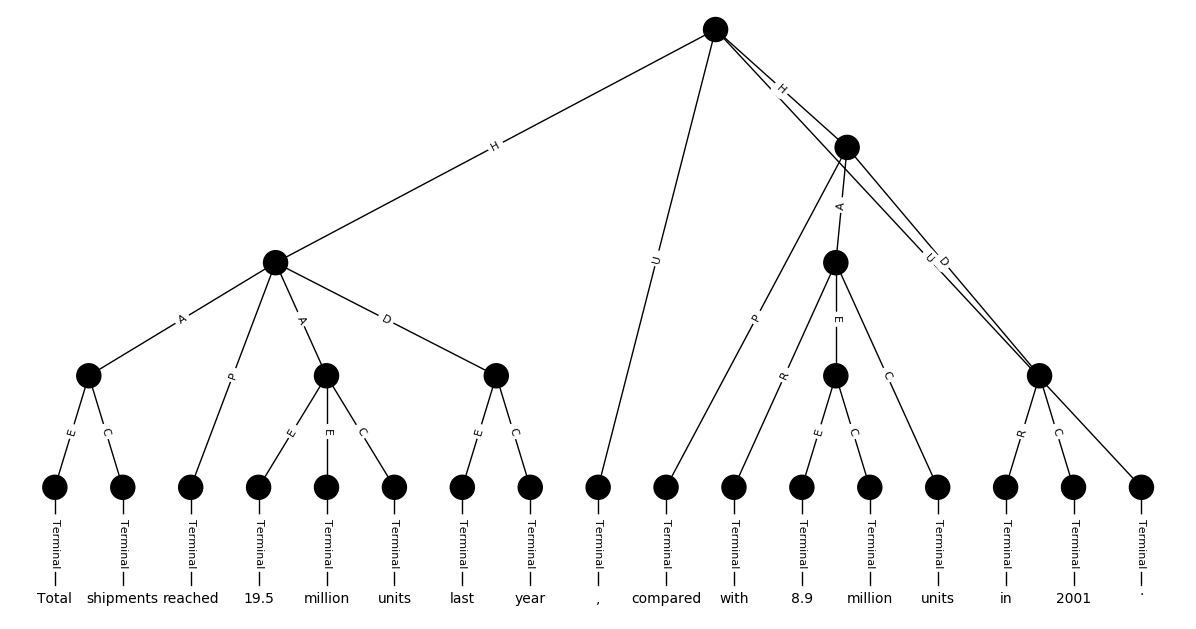 H
H
A
U
U
D
A
P
A
D
P
R
E
C
E
C
E
E
C
E
C
E
C
R
C
Terminal Terminal Terminal Terminal Terminal Terminal Terminal Terminal Terminal Terminal Terminal Terminal Terminal Terminal Terminal Terminal Terminal
Total shipments reached 19.5 million units last year , compared with 8.9 million units in 2001 .